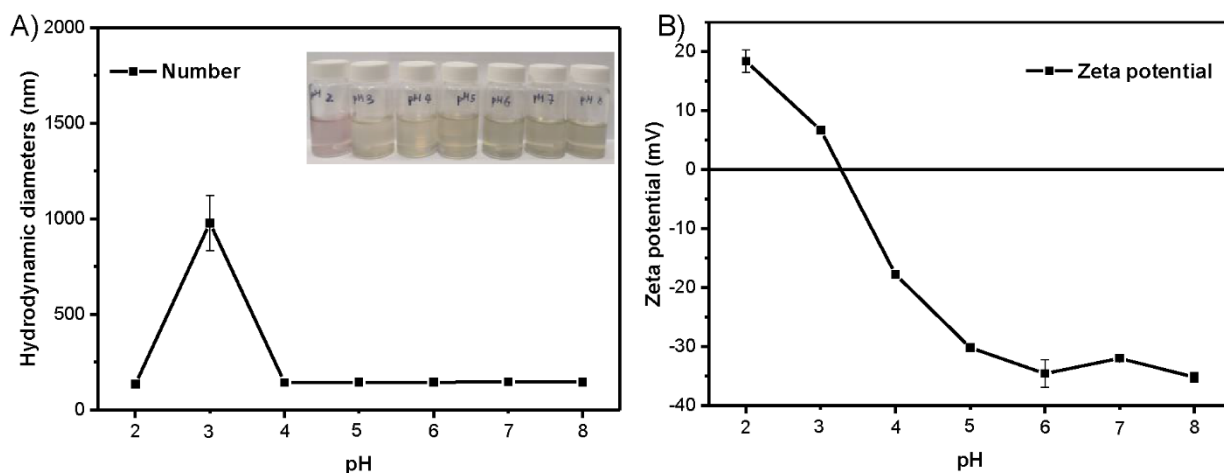 A)
2000
1500
1000
500
0
Hydrodynamic diameters (nm)
Number
pH 2
pH 3
pH 4
pH 5
pH 6
pH 7
pH 8
2 3 4 5 6 7 8
pH
B)
20
10
0
-10
-20
-30
-40
Zeta potential (mV)
Zeta potential
2 3 4 5 6 7 8
pH